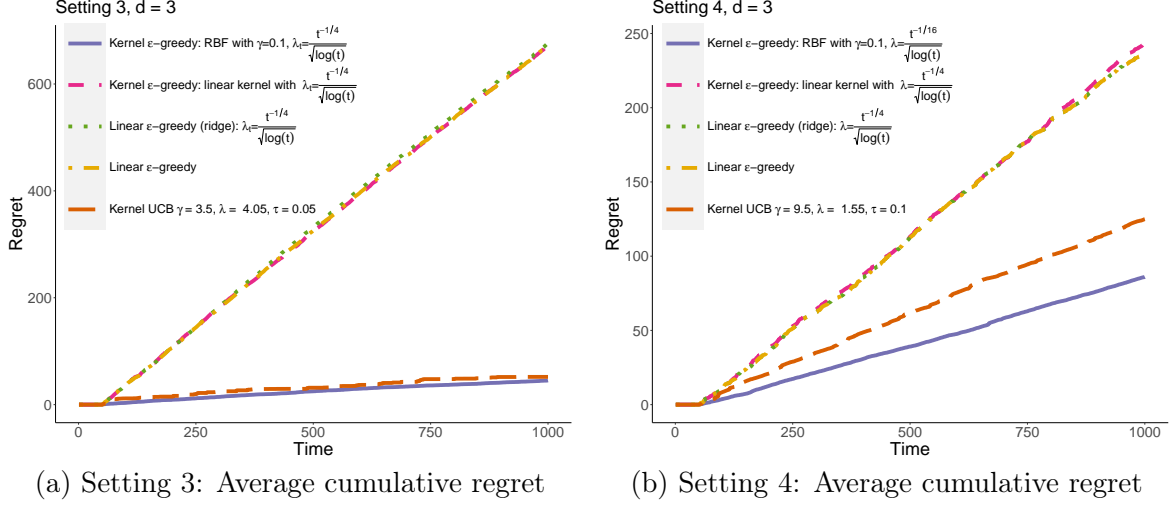 Setting 3, d = 3
Kernel ε-greedy: RBF with γ=0.1, λₜ= t^{-1/4} / √log(t)
Kernel ε-greedy: linear kernel with λₜ= t^{-1/4} / √log(t)
Linear ε-greedy (ridge): λₜ= t^{-1/4} / √log(t)
Linear ε-greedy
Kernel UCB γ = 3.5, λ = 4.05, τ = 0.05
Regret
600
400
200
0
0 250 500 750 1000
Time
(a) Setting 3: Average cumulative regret
Setting 4, d = 3
Kernel ε-greedy: RBF with γ=0.1, λ= t^{-1/16} / √log(t)
Kernel ε-greedy: linear kernel with λ= t^{-1/4} / √log(t)
Linear ε-greedy (ridge): λ= t^{-1/4} / √log(t)
Linear ε-greedy
Kernel UCB γ = 9.5, λ = 1.55, τ = 0.1
Regret
250
200
150
100
50
0
0 250 500 750 1000
Time
(b) Setting 4: Average cumulative regret